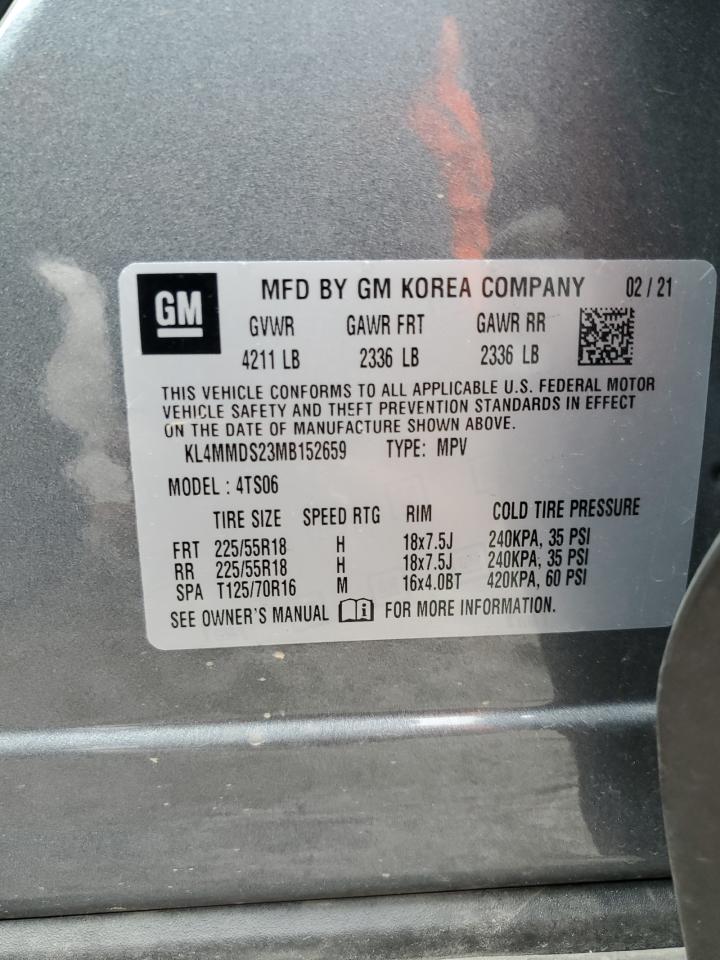 GM
MFD BY GM KOREA COMPANY 02/21
GVWR GAWR FRT GAWR RR
4211 LB 2336 LB 2336 LB
THIS VEHICLE CONFORMS TO ALL APPLICABLE U.S. FEDERAL MOTOR
VEHICLE SAFETY AND THEFT PREVENTION STANDARDS IN EFFECT
ON THE DATE OF MANUFACTURE SHOWN ABOVE.
KL4MMDS23MB152659 TYPE: MPV
MODEL : 4TS06
TIRE SIZE SPEED RTG RIM COLD TIRE PRESSURE
FRT 225/55R18 H 18x7.5J 240KPA, 35 PSI
RR 225/55R18 H 18x7.5J 240KPA, 35 PSI
SPA T125/70R16 M 16x4.0BT 420KPA, 60 PSI
SEE OWNER'S MANUAL i FOR MORE INFORMATION.